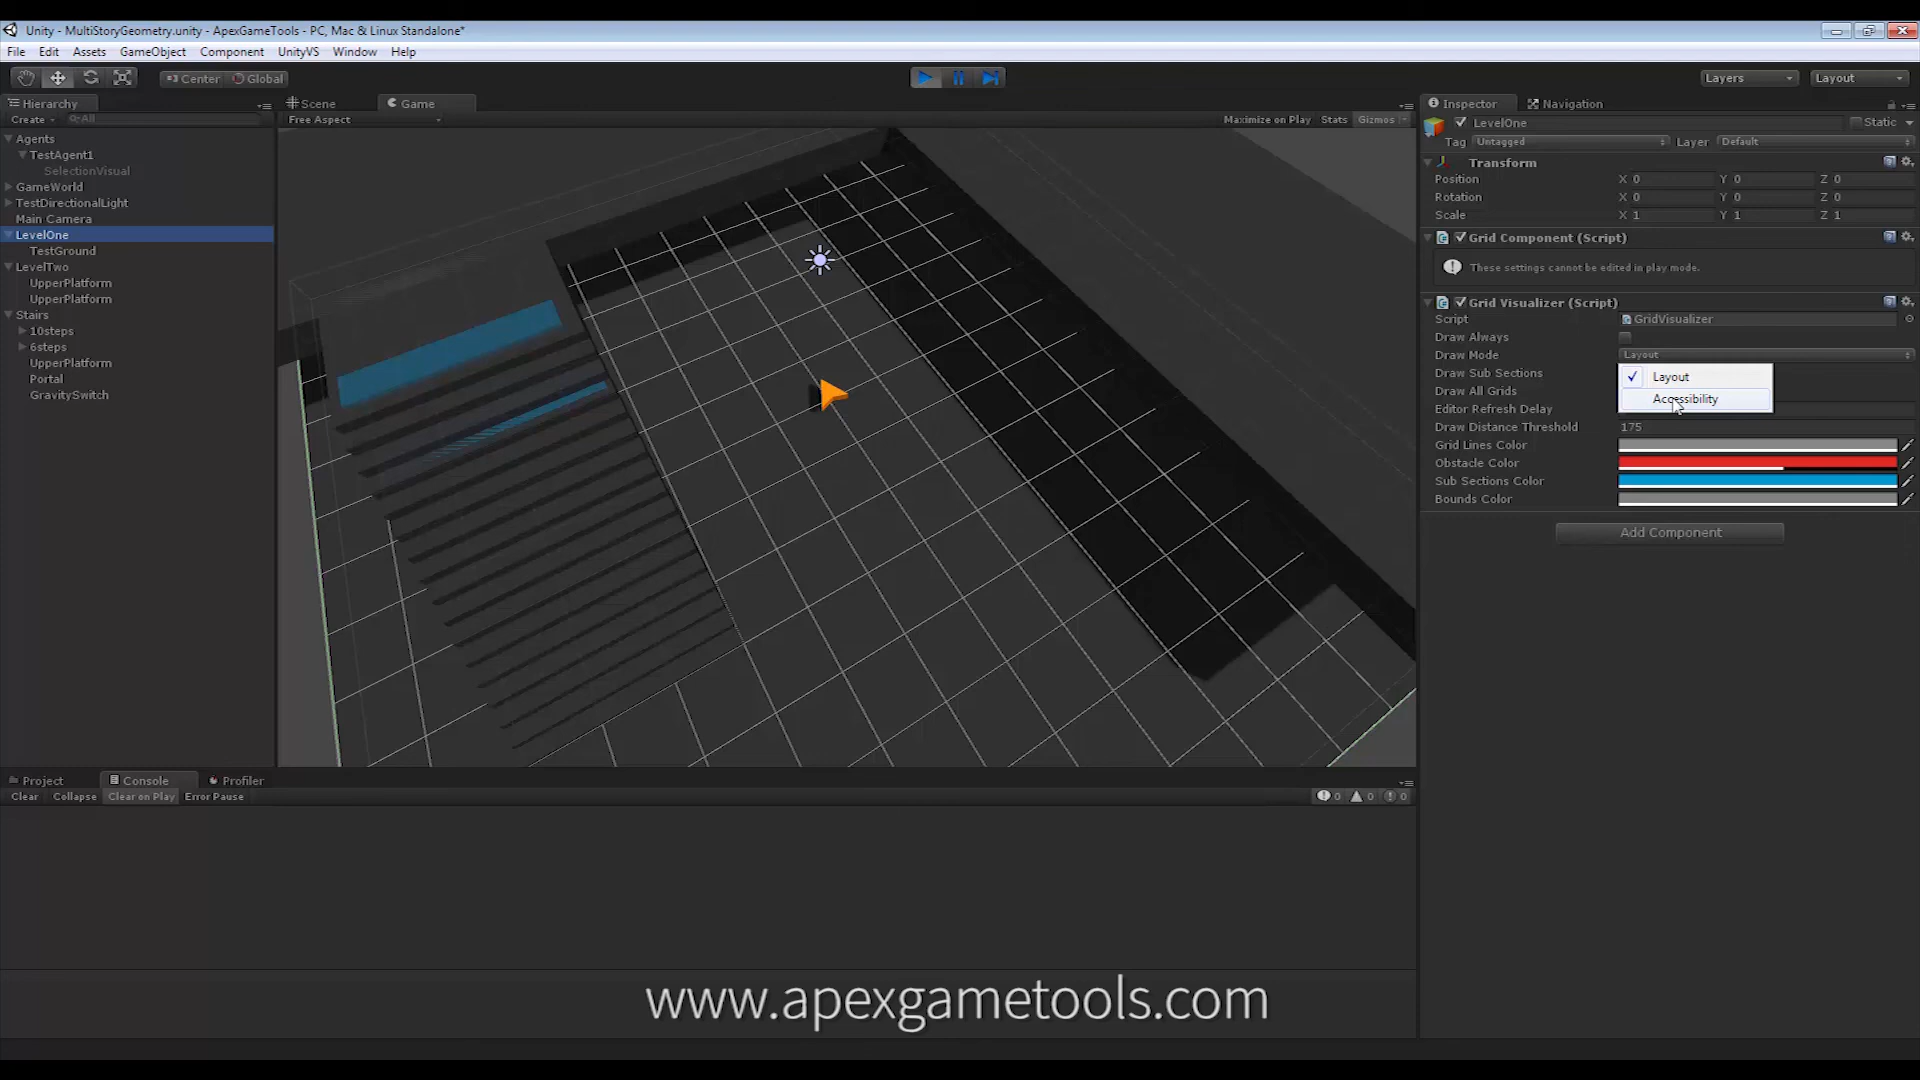 Unity - MultiStoryGeometry.unity - ApexGameTools - PC, Mac & Linux Standalone*
File Edit Assets GameObject Component UnityVS Window Help
Center Global Layers Layout
Hierarchy
Create All
Agents
TestAgent1
SelectionVisual
GameWorld
TestDirectionalLight
Main Camera
LevelOne
TestGround
LevelTwo
UpperPlatform
UpperPlatform
Stairs
10steps
6steps
UpperPlatform
Portal
GravitySwitch
Scene Game
Free Aspect Maximize on Play Stats Gizmos
Inspector Navigation
LevelOne Static
Tag Untagged Layer Default
Transform
Position X 0 Y 0 Z 0
Rotation X 0 Y 0 Z 0
Scale X 1 Y 1 Z 1
Grid Component (Script)
These settings cannot be edited in play mode.
Grid Visualizer (Script)
Script GridVisualizer
Draw Always
Draw Mode Layout
Draw Sub Sections
Layout
Draw All Grids
Accessibility
Editor Refresh Delay
Draw Distance Threshold 175
Grid Lines Color
Obstacle Color
Sub Sections Color
Bounds Color
Add Component
Project Console Profiler
Clear Collapse Clear on Play Error Pause 0 0 0
www.apexgametools.com